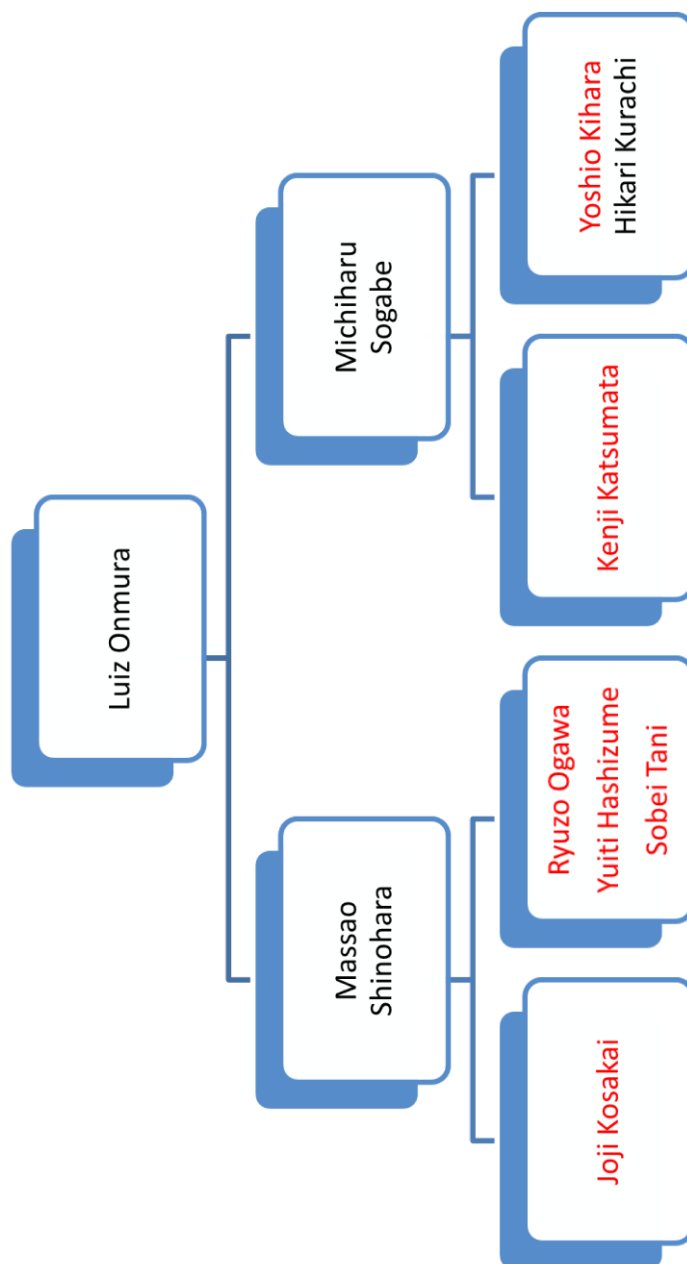 Luiz Onmura
Massao
Shinohara
Michiharu
Sogabe
Joji Kosakai
Ryuzo Ogawa
Yuiti Hashizume
Sobei Tani
Kenji Katsumata
Yoshio Kihara
Hikari Kurachi